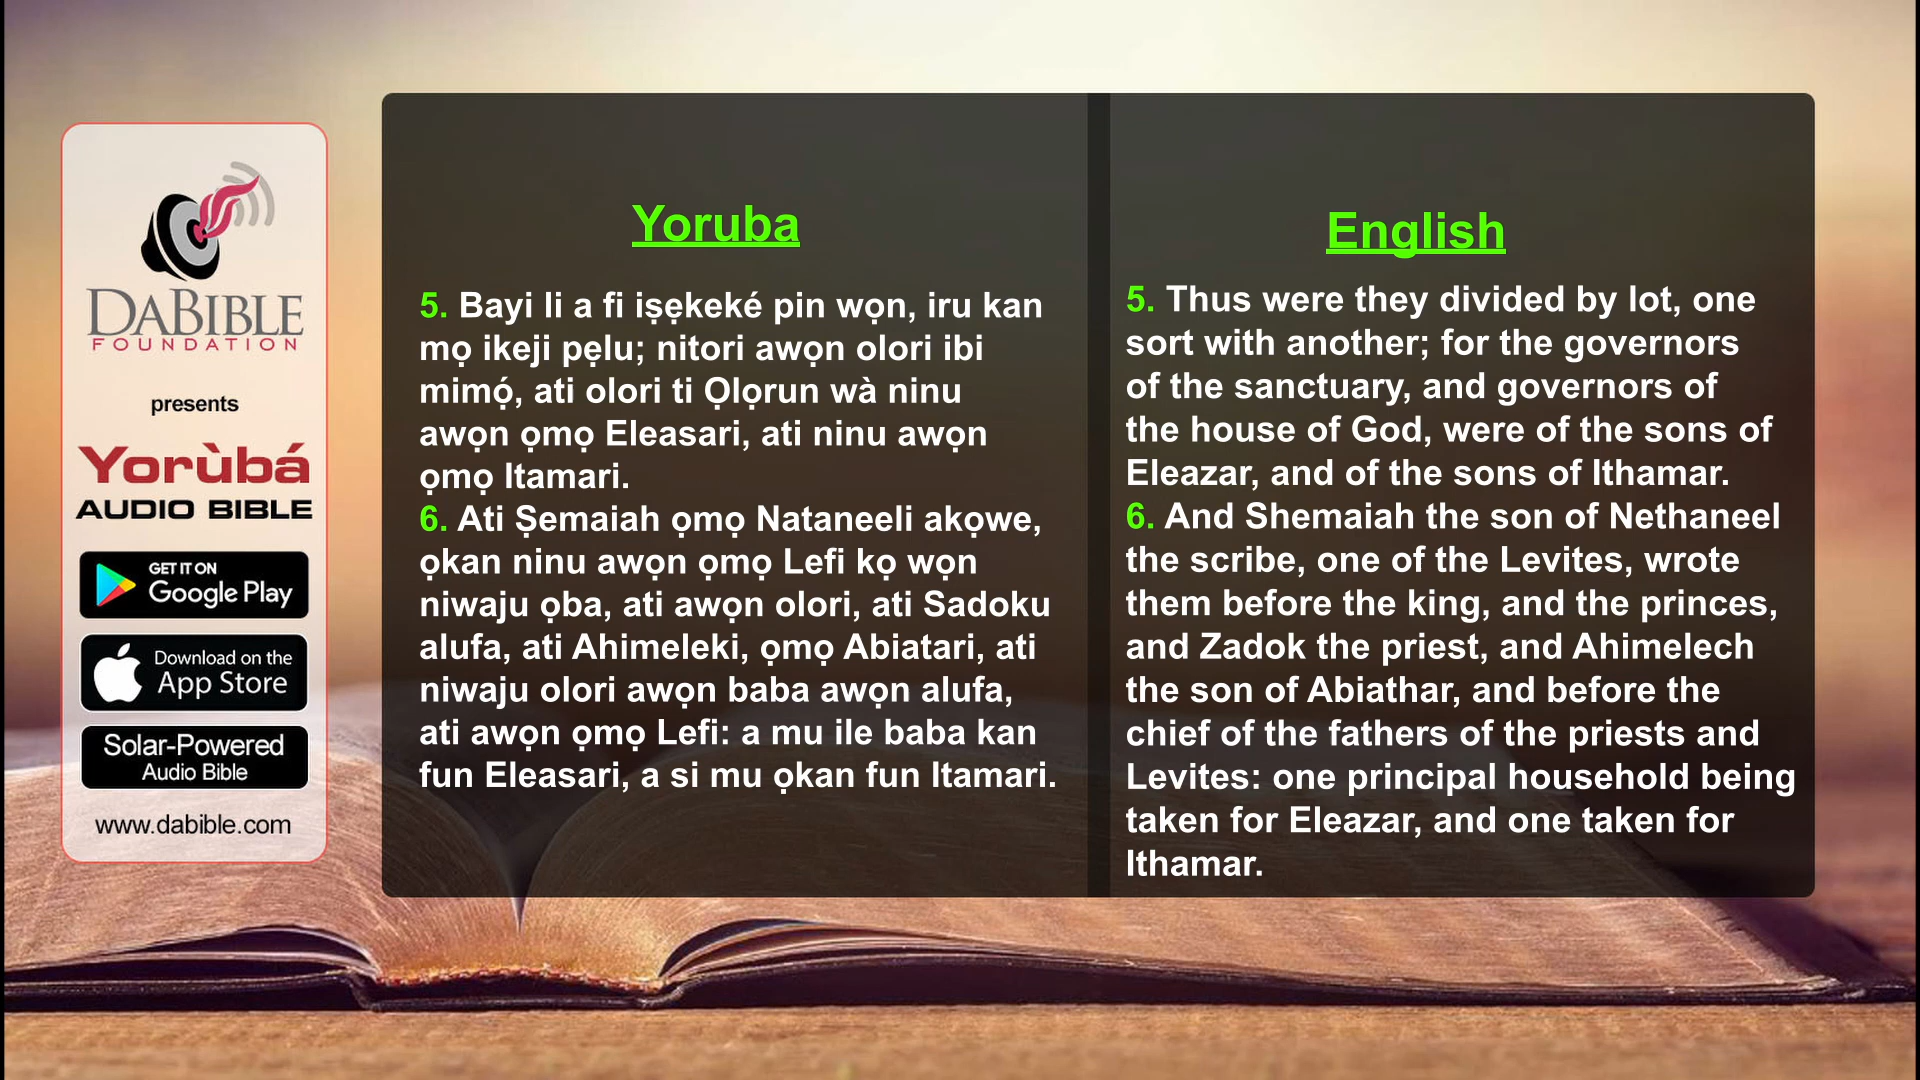 DABIBLE
FOUNDATION
presents
Yorùbá
AUDIO BIBLE
GET IT ON
Google Play
Download on the
App Store
Solar-Powered
Audio Bible
www.dabible.com
Yoruba
5. Bayi li a fi iṣẹkeké pin wọn, iru kan
mọ ikeji pẹlu; nitori awọn olori ibi
mimọ́, ati olori ti Ọlọrun wà ninu
awọn ọmọ Eleasari, ati ninu awọn
ọmọ Itamari.
6. Ati Ṣemaiah ọmọ Nataneeli akọwe,
ọkan ninu awọn ọmọ Lefi kọ wọn
niwaju ọba, ati awọn olori, ati Sadoku
alufa, ati Ahimeleki, ọmọ Abiatari, ati
niwaju olori awọn baba awọn alufa,
ati awọn ọmọ Lefi: a mu ile baba kan
fun Eleasari, a si mu ọkan fun Itamari.
English
5. Thus were they divided by lot, one
sort with another; for the governors
of the sanctuary, and governors of
the house of God, were of the sons of
Eleazar, and of the sons of Ithamar.
6. And Shemaiah the son of Nethaneel
the scribe, one of the Levites, wrote
them before the king, and the princes,
and Zadok the priest, and Ahimelech
the son of Abiathar, and before the
chief of the fathers of the priests and
Levites: one principal household being
taken for Eleazar, and one taken for
Ithamar.